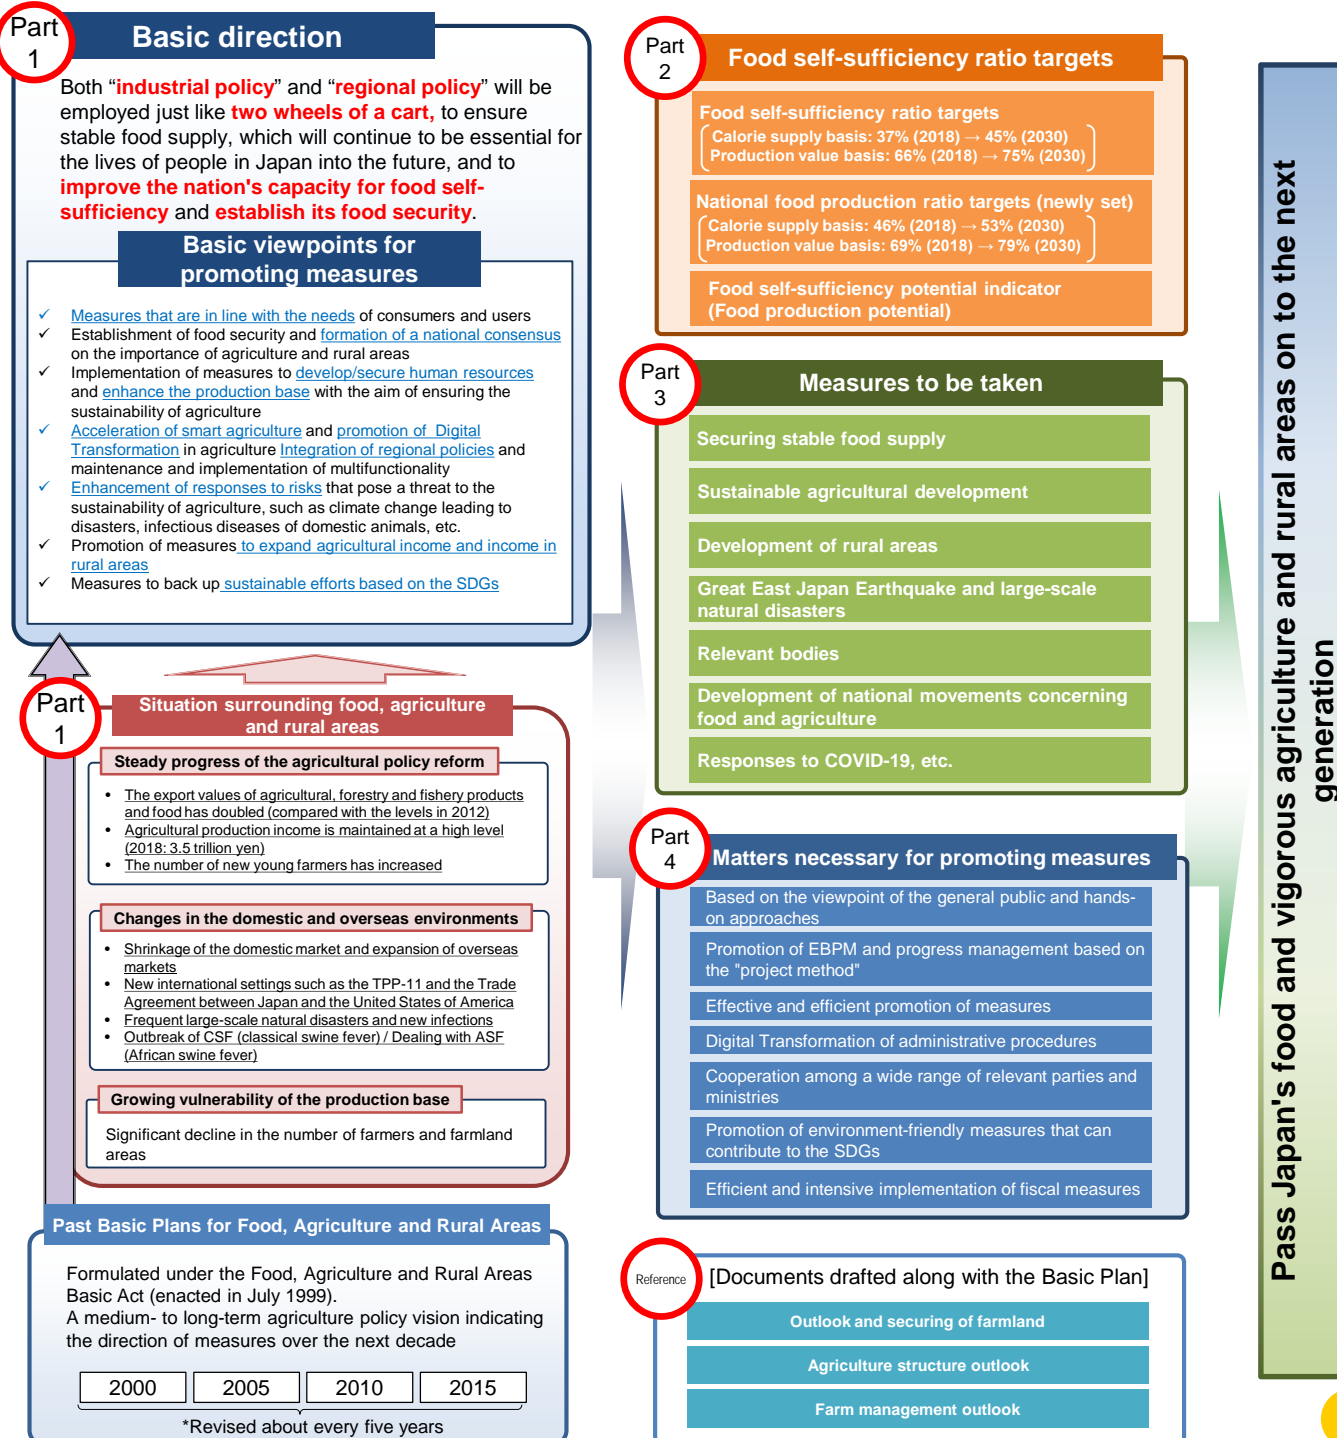 Part
1
Basic direction
Both “industrial policy” and “regional policy” will be
employed just like two wheels of a cart, to ensure
stable food supply, which will continue to be essential for
the lives of people in Japan into the future, and to
improve the nation's capacity for food self-
sufficiency and establish its food security.
Basic viewpoints for
promoting measures
✓ Measures that are in line with the needs of consumers and users
✓ Establishment of food security and formation of a national consensus
on the importance of agriculture and rural areas
✓ Implementation of measures to develop/secure human resources
and enhance the production base with the aim of ensuring the
sustainability of agriculture
✓ Acceleration of smart agriculture and promotion of Digital
Transformation in agriculture Integration of regional policies and
maintenance and implementation of multifunctionality
✓ Enhancement of responses to risks that pose a threat to the
sustainability of agriculture, such as climate change leading to
disasters, infectious diseases of domestic animals, etc.
✓ Promotion of measures to expand agricultural income and income in
rural areas
✓ Measures to back up sustainable efforts based on the SDGs
Part
1
Situation surrounding food, agriculture
and rural areas
Steady progress of the agricultural policy reform
• The export values of agricultural, forestry and fishery products
and food has doubled (compared with the levels in 2012)
• Agricultural production income is maintained at a high level
(2018: 3.5 trillion yen)
• The number of new young farmers has increased
Changes in the domestic and overseas environments
• Shrinkage of the domestic market and expansion of overseas
markets
• New international settings such as the TPP-11 and the Trade
Agreement between Japan and the United States of America
• Frequent large-scale natural disasters and new infections
• Outbreak of CSF (classical swine fever) / Dealing with ASF
(African swine fever)
Growing vulnerability of the production base
Significant decline in the number of farmers and farmland
areas
Past Basic Plans for Food, Agriculture and Rural Areas
Formulated under the Food, Agriculture and Rural Areas
Basic Act (enacted in July 1999).
A medium- to long-term agriculture policy vision indicating
the direction of measures over the next decade
2000 2005 2010 2015
*Revised about every five years
Part
2
Food self-sufficiency ratio targets
Food self-sufficiency ratio targets
Calorie supply basis: 37% (2018) → 45% (2030)
Production value basis: 66% (2018) → 75% (2030)
National food production ratio targets (newly set)
Calorie supply basis: 46% (2018) → 53% (2030)
Production value basis: 69% (2018) → 79% (2030)
Food self-sufficiency potential indicator
(Food production potential)
Part
3
Measures to be taken
Securing stable food supply
Sustainable agricultural development
Development of rural areas
Great East Japan Earthquake and large-scale
natural disasters
Relevant bodies
Development of national movements concerning
food and agriculture
Responses to COVID-19, etc.
Part
4
Matters necessary for promoting measures
Based on the viewpoint of the general public and hands-
on approaches
Promotion of EBPM and progress management based on
the "project method"
Effective and efficient promotion of measures
Digital Transformation of administrative procedures
Cooperation among a wide range of relevant parties and
ministries
Promotion of environment-friendly measures that can
contribute to the SDGs
Efficient and intensive implementation of fiscal measures
Reference
[Documents drafted along with the Basic Plan]
Outlook and securing of farmland
Agriculture structure outlook
Farm management outlook
Pass Japan's food and vigorous agriculture and rural areas on to the next
generation